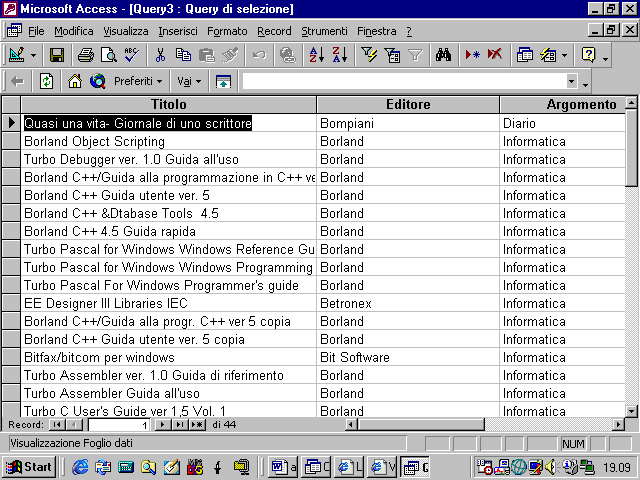 Microsoft Access - [Query3 : Query di selezione]
File Modifica Visualizza Inserisci Formato Record Strumenti Finestra ?
Preferiti Vai
Titolo Editore Argomento
Quasi una vita- Giornale di uno scrittore Bompiani Diario
Borland Object Scripting Borland Informatica
Turbo Debugger ver. 1.0 Guida all'uso Borland Informatica
Borland C++/Guida alla programmazione in C++ ve Borland Informatica
Borland C++ Guida utente ver. 5 Borland Informatica
Borland C++ &Dtabase Tools 4.5 Borland Informatica
Borland C++ 4.5 Guida rapida Borland Informatica
Turbo Pascal for Windows Windows Reference Gu Borland Informatica
Turbo Pascal for Windows Windows Programming Borland Informatica
Turbo Pascal For Windows Programmer's guide Borland Informatica
EE Designer III Libraries IEC Betronex Informatica
Borland C++/Guida alla progr. C++ ver 5 copia Borland Informatica
Borland C++ Guida utente ver. 5 copia Borland Informatica
Bitfax/bitcom per windows Bit Software Informatica
Turbo Assembler ver. 1.0 Guida di riferimento Borland Informatica
Turbo Assembler Guida all'uso Borland Informatica
Turbo C User's Guide ver 1,5 Vol. 1 Borland Informatica
Record: 1 di 44
Visualizzazione Foglio dati NUM
Start a C L V 19.09